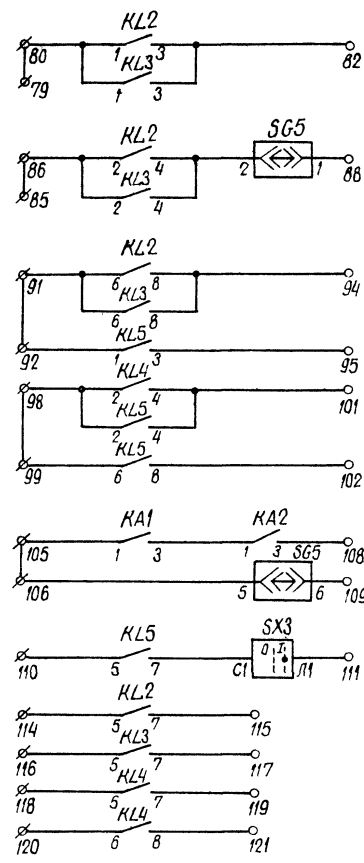 KL2
80 1 3 82
KL3
79 1 3
KL2 SG5
86 2 4 2 1 88
KL3
85 2 4
KL2
91 6 8 94
KL3
6 8
KL5
92 1 3 95
KL4
98 2 4 101
KL5
2 4
KL5
99 6 8 102
KA1 KA2
105 1 3 1 3 108
SG5
106 5 6 109
KL5 SX3
0 I
110 5 7 C1 Л1 111
KL2
114 5 7 115
KL3
116 5 7 117
KL4
118 5 7 119
KL4
120 6 8 121